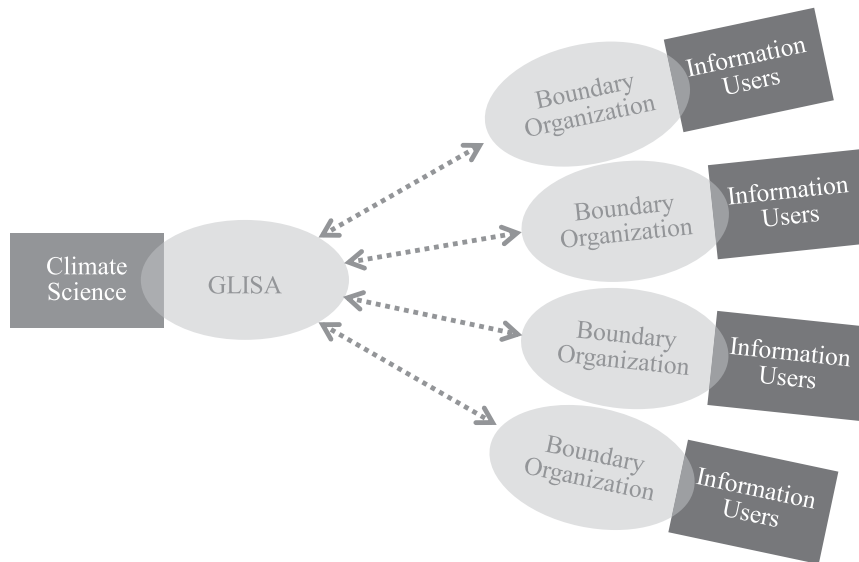 Climate
Science
GLISA
Boundary
Organization
Information
Users
Boundary
Organization
Information
Users
Boundary
Organization
Information
Users
Boundary
Organization
Information
Users